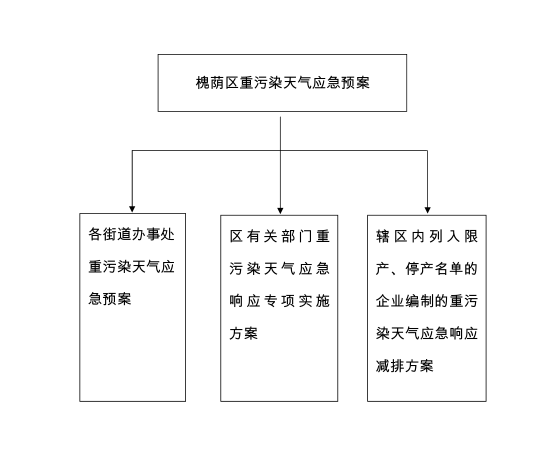 槐荫区重污染天气应急预案
各街道办事处
重污染天气应
急预案
区有关部门重
污染天气应急
响应专项实施
方案
辖区内列入限
产、停产名单的
企业编制的重污
染天气应急响应
减排方案